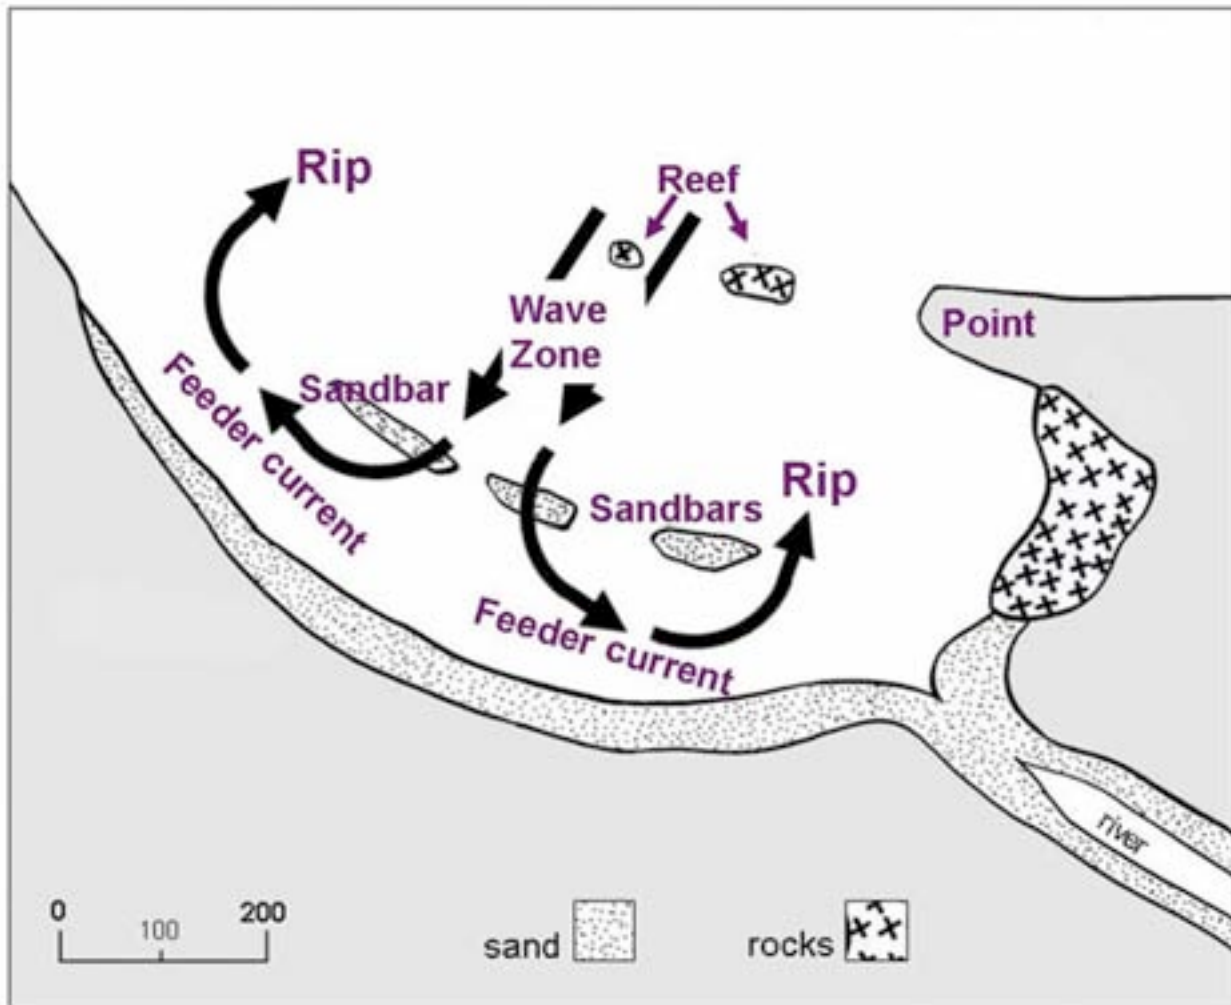 Rip
Reef
Wave
Zone
Point
Sandbar
Feeder current
Rip
Sandbars
Feeder current
river
0
100
200
sand
rocks